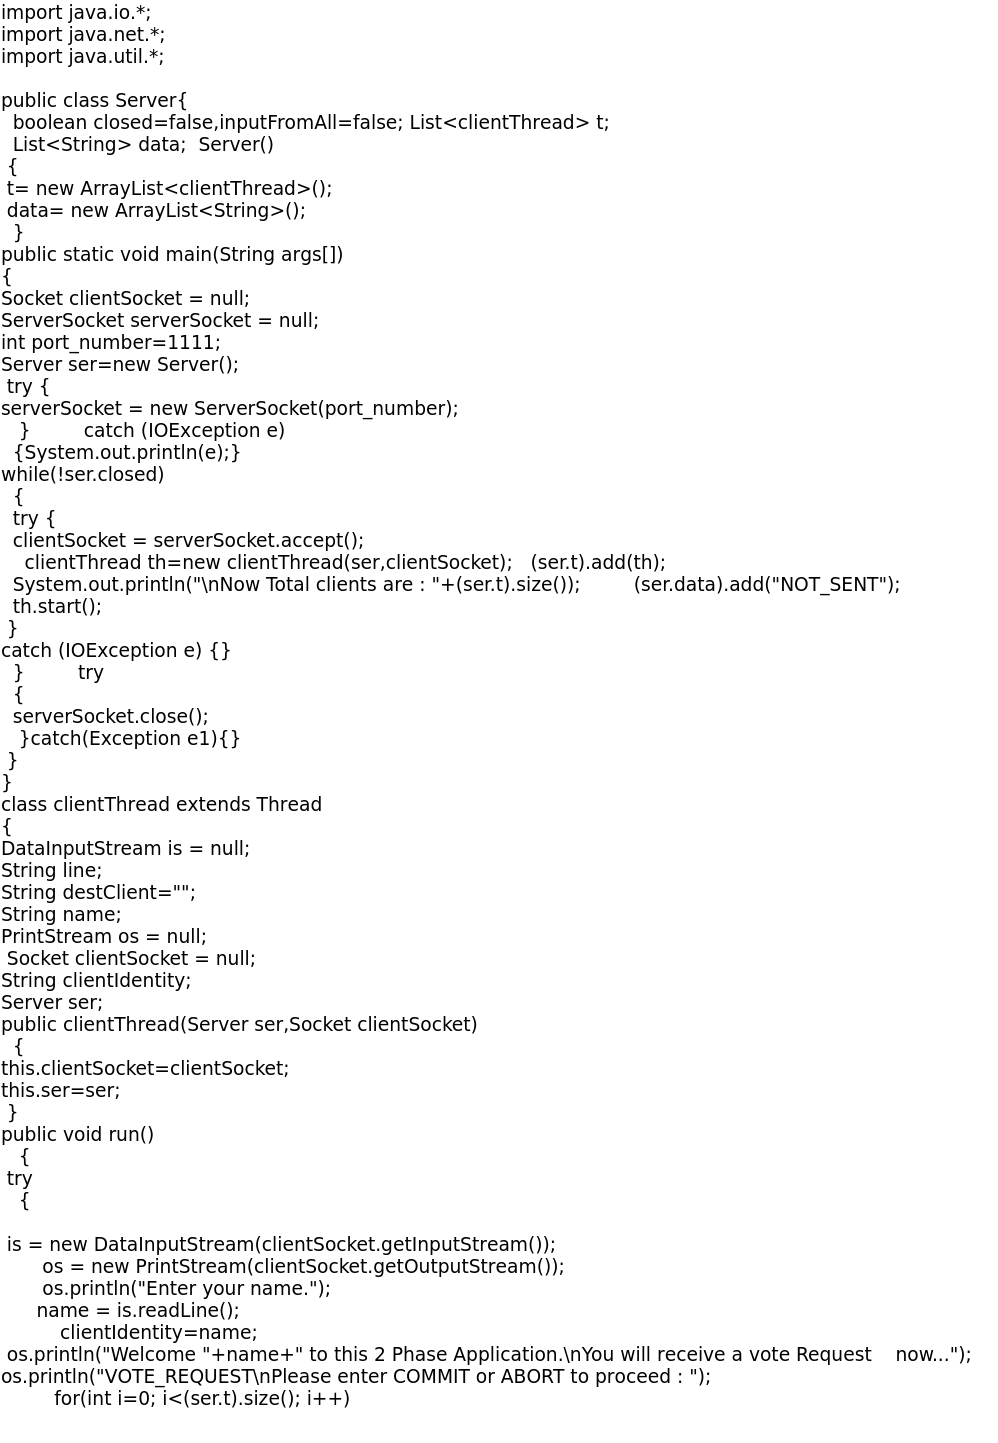 import java.io.*;
import java.net.*;
import java.util.*;

public class Server{
  boolean closed=false,inputFromAll=false; List<clientThread> t;
  List<String> data;  Server()
 {
 t= new ArrayList<clientThread>();
 data= new ArrayList<String>();
  }
public static void main(String args[])
{
Socket clientSocket = null;
ServerSocket serverSocket = null;
int port_number=1111;
Server ser=new Server();
 try {
serverSocket = new ServerSocket(port_number);
   }         catch (IOException e)
  {System.out.println(e);}
while(!ser.closed)
  {
  try {
  clientSocket = serverSocket.accept();
    clientThread th=new clientThread(ser,clientSocket);   (ser.t).add(th);
  System.out.println("\nNow Total clients are : "+(ser.t).size());         (ser.data).add("NOT_SENT");
  th.start();
 }
catch (IOException e) {}
  }         try
  {
  serverSocket.close();
   }catch(Exception e1){}
 }
}
class clientThread extends Thread
{
DataInputStream is = null;
String line;
String destClient="";
String name;
PrintStream os = null;
 Socket clientSocket = null;
String clientIdentity;
Server ser;
public clientThread(Server ser,Socket clientSocket)
  {
this.clientSocket=clientSocket;
this.ser=ser;
 }
public void run()
   {
 try
   {

 is = new DataInputStream(clientSocket.getInputStream());
       os = new PrintStream(clientSocket.getOutputStream());
       os.println("Enter your name.");
      name = is.readLine();
          clientIdentity=name;
 os.println("Welcome "+name+" to this 2 Phase Application.\nYou will receive a vote Request    now...");
os.println("VOTE_REQUEST\nPlease enter COMMIT or ABORT to proceed : ");
         for(int i=0; i<(ser.t).size(); i++)